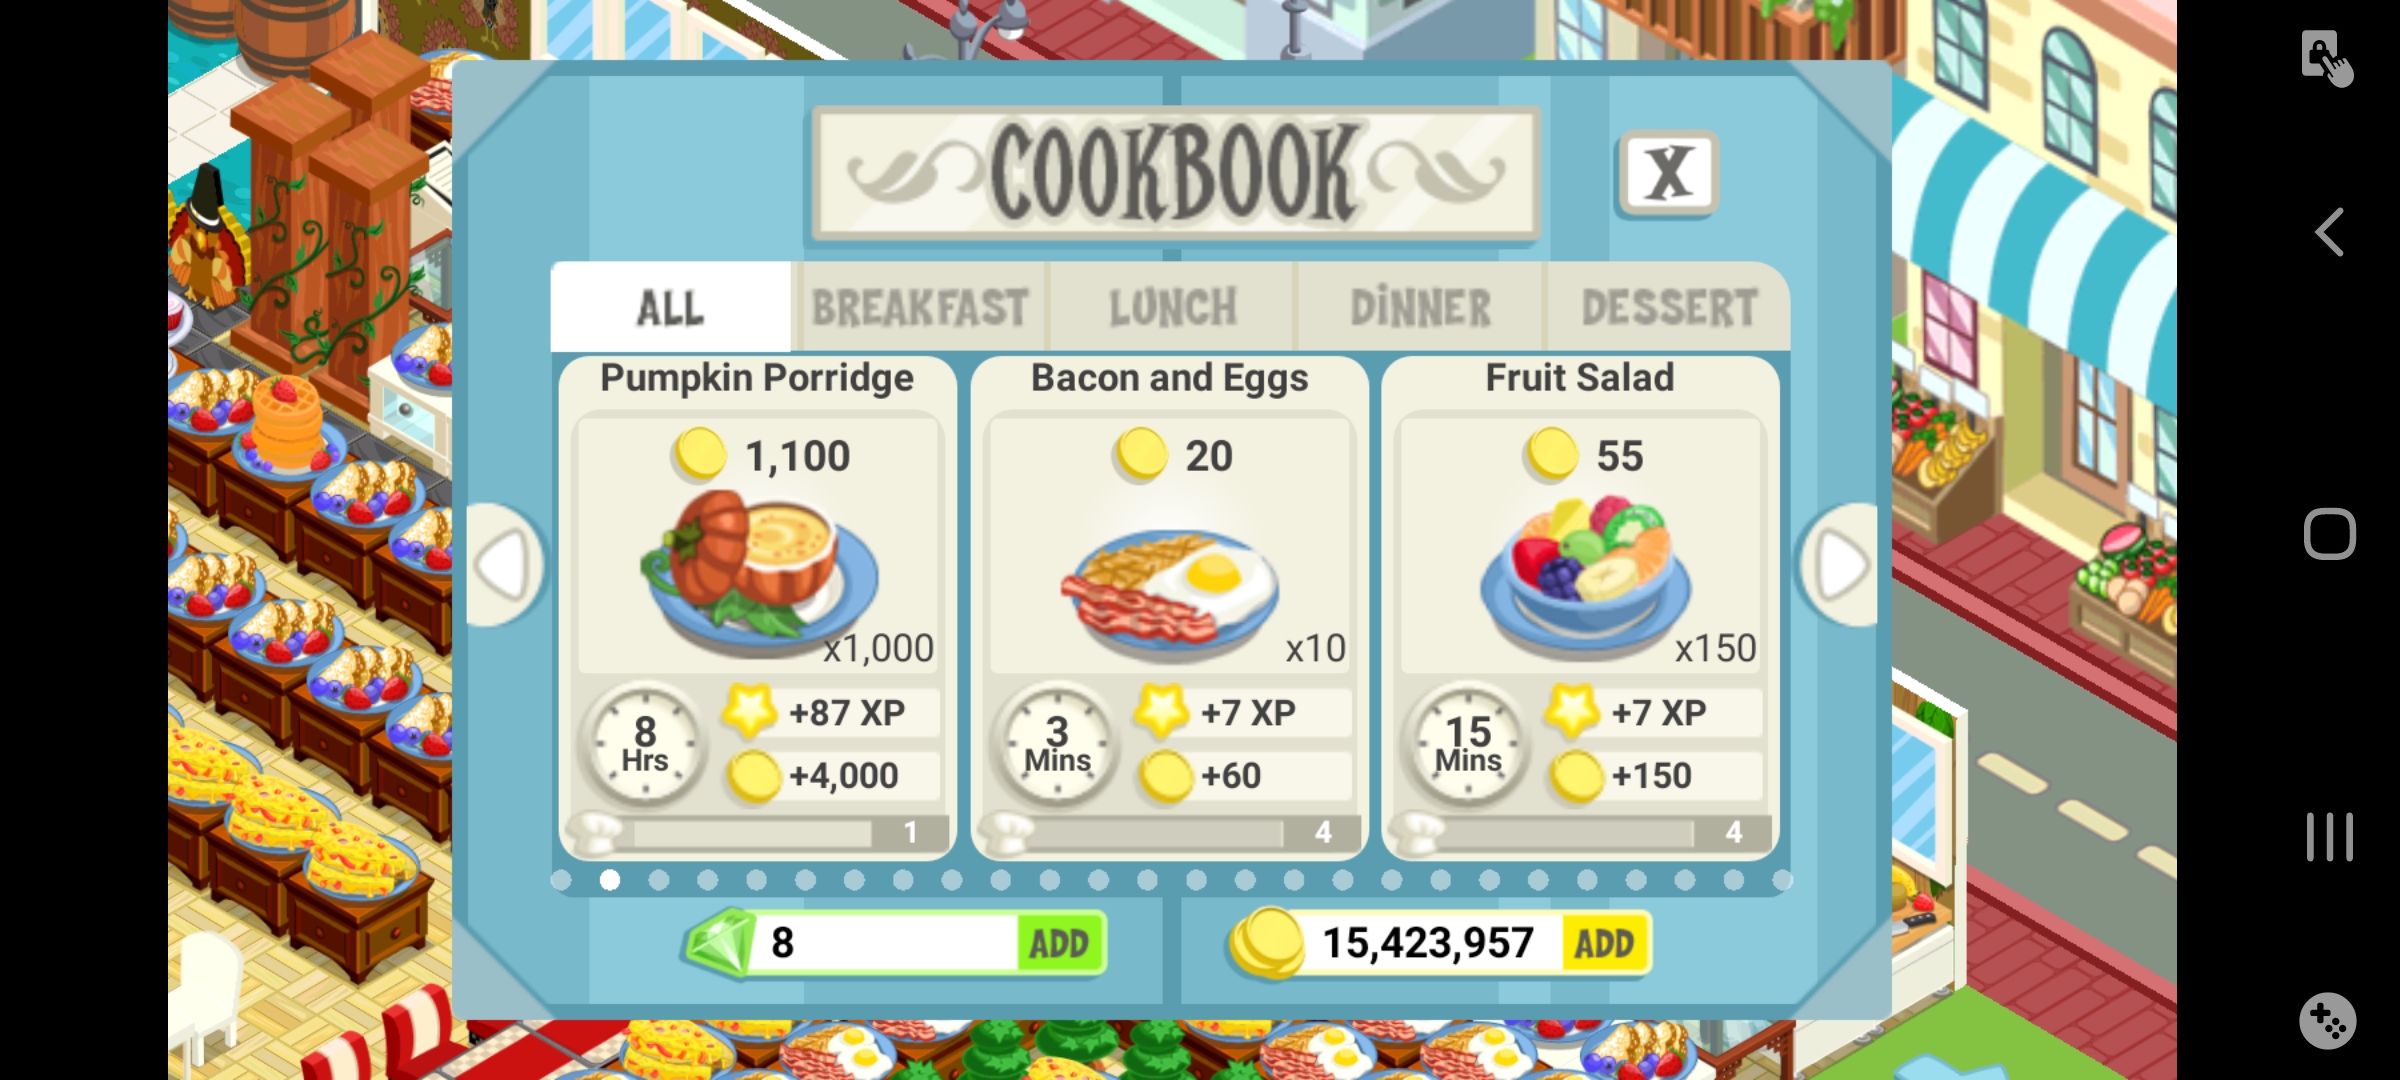 COOKBOOK
X
ALL BREAKFAST LUNCH DINNER DESSERT
Pumpkin Porridge
1,100
x1,000
8 Hrs
+87 XP
+4,000
1
Bacon and Eggs
20
x10
3 Mins
+7 XP
+60
4
Fruit Salad
55
x150
15 Mins
+7 XP
+150
4
8 ADD
15,423,957 ADD